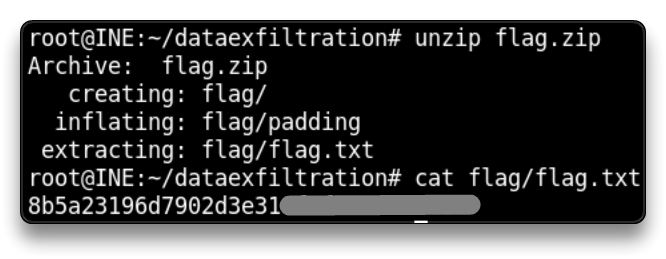 root@INE:~/dataexfiltration# unzip flag.zip
Archive:  flag.zip
   creating: flag/
  inflating: flag/padding
 extracting: flag/flag.txt
root@INE:~/dataexfiltration# cat flag/flag.txt
8b5a23196d7902d3e31